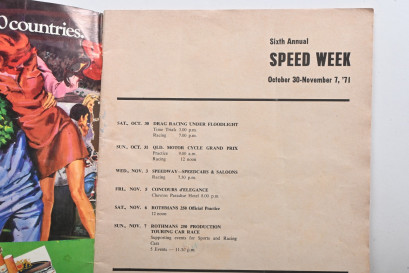 0 countries.
Sixth Annual
SPEED WEEK
October 30-November 7, '71
SAT., OCT. 30 DRAG RACING UNDER FLOODLIGHT
Time Trials 3.00 p.m.
Racing 7.00 p.m.
SUN., OCT. 31 QLD. MOTOR CYCLE GRAND PRIX
Practice 9.00 a.m.
Racing 12 noon
WED., NOV. 3 SPEEDWAY—SPEEDCARS & SALOONS
Racing 7.30 p.m.
FRI., NOV. 5 CONCOURS d'ELEGANCE
Chevron Paradise Hotel 8.00 p.m.
SAT., NOV. 6 ROTHMANS 250 Official Practice
12 noon
SUN., NOV. 7 ROTHMANS 250 PRODUCTION
TOURING CAR RACE
Supporting events for Sports and Racing
Cars
5 Events — 11.45 p.m.